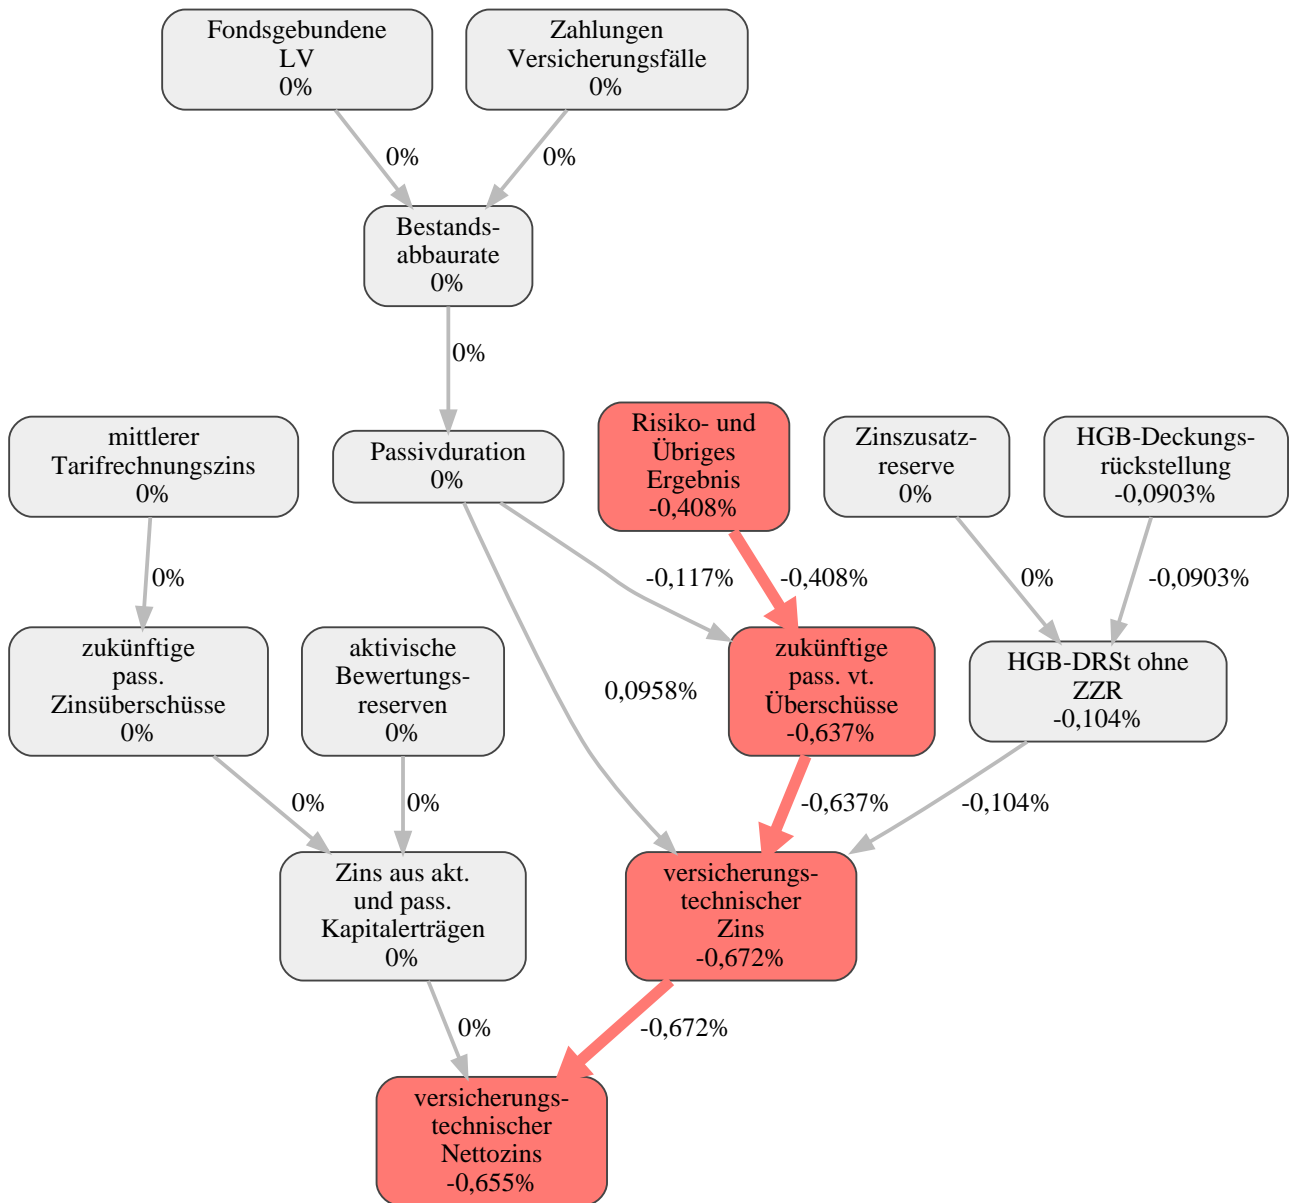 Fondsgebundene
LV
0%
Zahlungen
Versicherungsfälle
0%
0%
0%
Bestands-
abbaurate
0%
0%
mittlerer
Tarifrechnungszins
0%
Passivduration
0%
Risiko- und
Übriges
Ergebnis
-0,408%
Zinszusatz-
reserve
0%
HGB-Deckungs-
rückstellung
-0,0903%
0%
-0,117%
-0,408%
0%
-0,0903%
zukünftige
pass.
Zinsüberschüsse
0%
aktivische
Bewertungs-
reserven
0%
0,0958%
zukünftige
pass. vt.
Überschüsse
-0,637%
HGB-DRSt ohne
ZZR
-0,104%
0%
0%
-0,637%
-0,104%
Zins aus akt.
und pass.
Kapitalerträgen
0%
versicherungs-
technischer
Zins
-0,672%
0%
-0,672%
versicherungs-
technischer
Nettozins
-0,655%